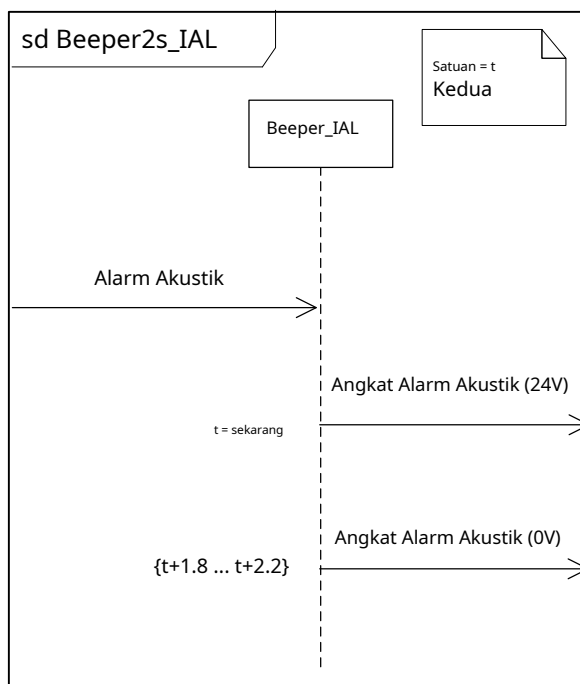 sd Beeper2s_IAL
Satuan = t
Kedua
Beeper_IAL
Alarm Akustik
Angkat Alarm Akustik (24V)
t = sekarang
Angkat Alarm Akustik (0V)
{t+1.8 ... t+2.2}